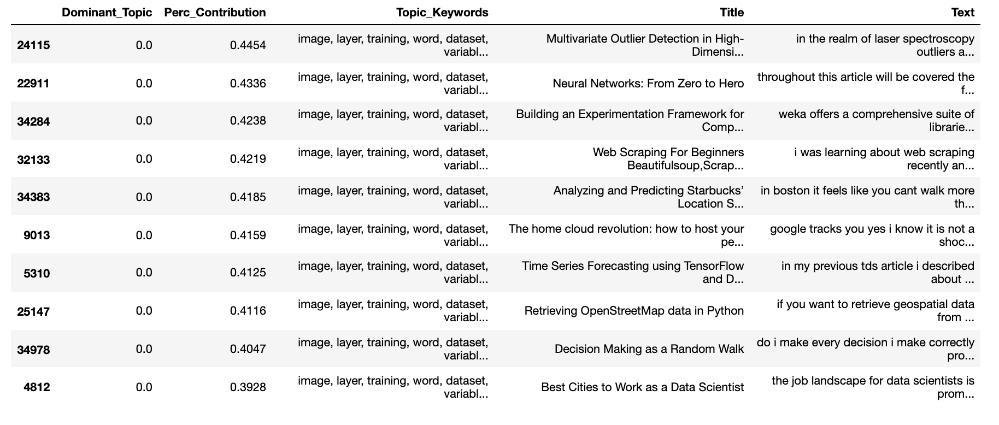 Dominant_Topic Perc_Contribution Topic_Keywords Title Text
24115 0.0 0.4454 image, layer, training, word, dataset, variabl... Multivariate Outlier Detection in High-Dimensi... in the realm of laser spectroscopy outliers a...
22911 0.0 0.4336 image, layer, training, word, dataset, variabl... Neural Networks: From Zero to Hero throughout this article will be covered the f...
34284 0.0 0.4238 image, layer, training, word, dataset, variabl... Building an Experimentation Framework for Comp... weka offers a comprehensive suite of librarie...
32133 0.0 0.4219 image, layer, training, word, dataset, variabl... Web Scraping For Beginners Beautifulsoup,Scrap... i was learning about web scraping recently an...
34383 0.0 0.4185 image, layer, training, word, dataset, variabl... Analyzing and Predicting Starbucks’ Location S... in boston it feels like you cant walk more th...
9013 0.0 0.4159 image, layer, training, word, dataset, variabl... The home cloud revolution: how to host your pe... google tracks you yes i know it is not a shoc...
5310 0.0 0.4125 image, layer, training, word, dataset, variabl... Time Series Forecasting using TensorFlow and D... in my previous tds article i described about ...
25147 0.0 0.4116 image, layer, training, word, dataset, variabl... Retrieving OpenStreetMap data in Python if you want to retrieve geospatial data from ...
34978 0.0 0.4047 image, layer, training, word, dataset, variabl... Decision Making as a Random Walk do i make every decision i make correctly pro...
4812 0.0 0.3928 image, layer, training, word, dataset, variabl... Best Cities to Work as a Data Scientist the job landscape for data scientists is prom...